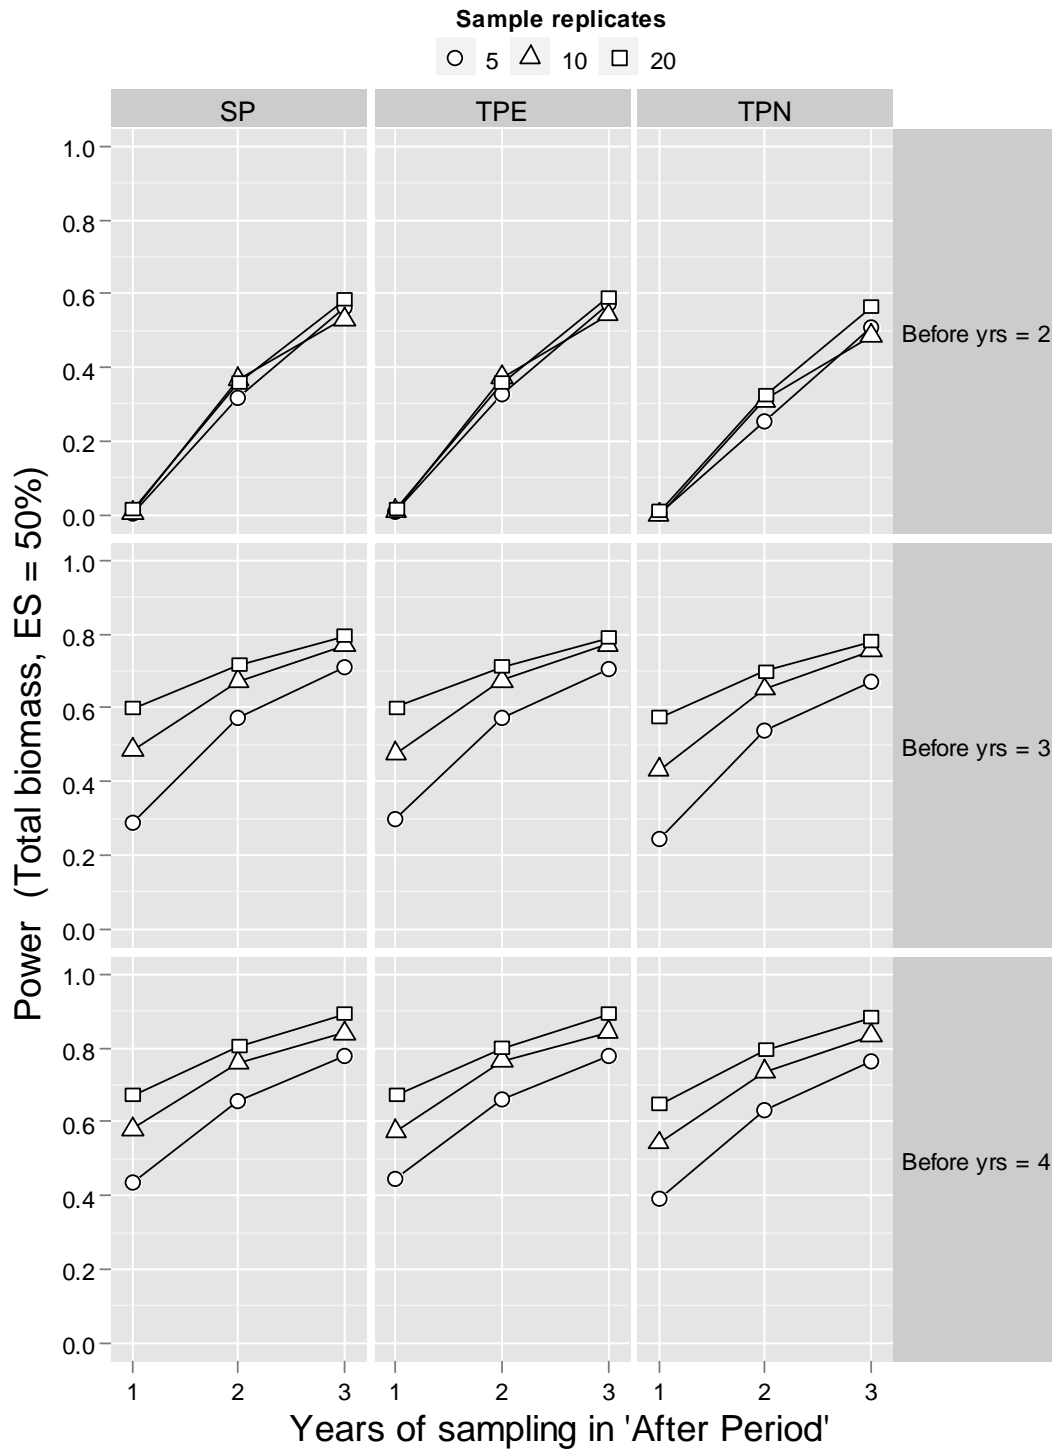 Sample replicates
5 10 20
SP TPE TPN
1.0
0.8
0.6
0.4
0.2
0.0
Before yrs = 2
1.0
0.8
0.6
0.4
0.2
0.0
Before yrs = 3
1.0
0.8
0.6
0.4
0.2
0.0
Before yrs = 4
Power (Total biomass, ES = 50%)
1 2 3 1 2 3 1 2 3
Years of sampling in 'After Period'